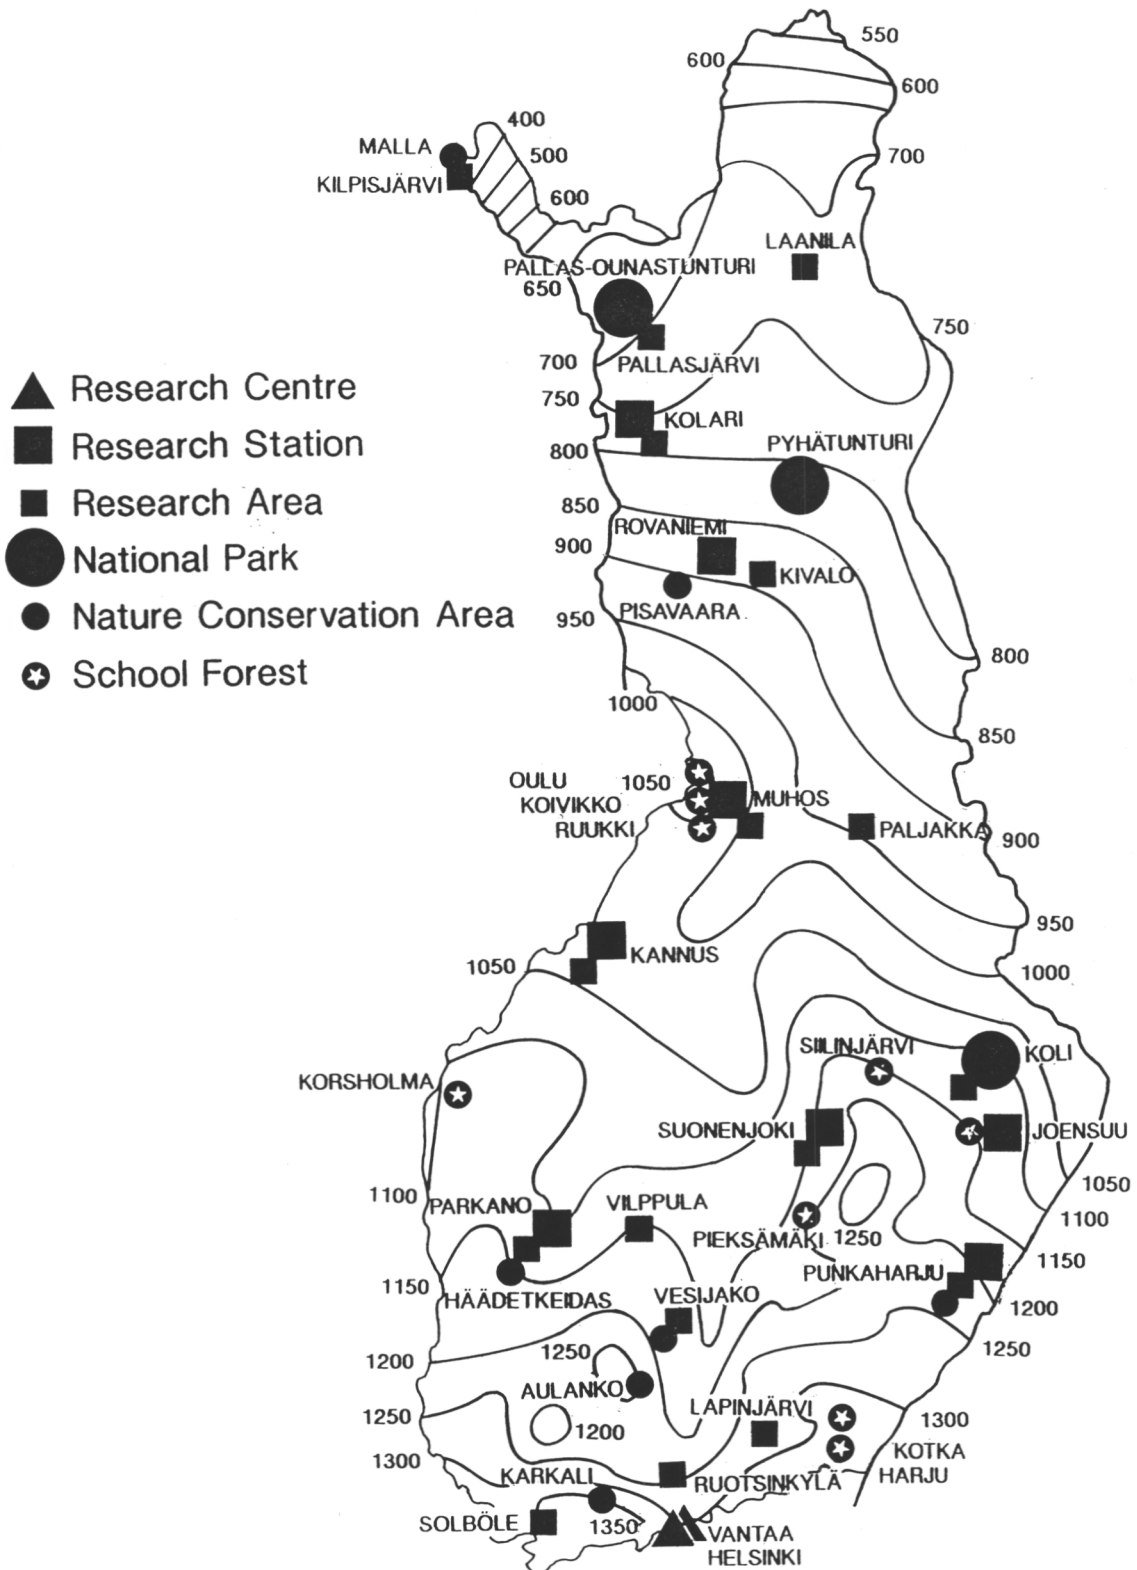 550
600
600
400
MALLA
500
700
KILPISJÄRVI
600
LAANILA
PALLAS-OUNASTUNTURI
650
750
700
PALLASJÄRVI
Research Centre
750
KOLARI
Research Station
PYHÄTUNTURI
800
Research Area
850
ROVANIEMI
900
National Park
KIVALO
PISAVAARA
950
Nature Conservation Area
800
School Forest
1000
850
OULU
1050
MUHOS
KOIVIKKO
RUUKKI
PALJAKKA
900
950
KANNUS
1050
1000
SIILINJÄRVI
KOLI
KORSHOLMA
SUONENJOKI
JOENSUU
1050
1100
PARKANO
VILPPULA
1100
PIEKSÄMÄKI
1250
1150
PUNKAHARJU
1150
HÄÄDETKEIDAS
VESIJAKO
1200
1250
1250
1200
AULANKO
LAPINJÄRVI
1250
1300
1200
KOTKA
1300
KARKALI
HARJU
RUOTSINKYLÄ
SOLBÖLE
1350
VANTAA
HELSINKI